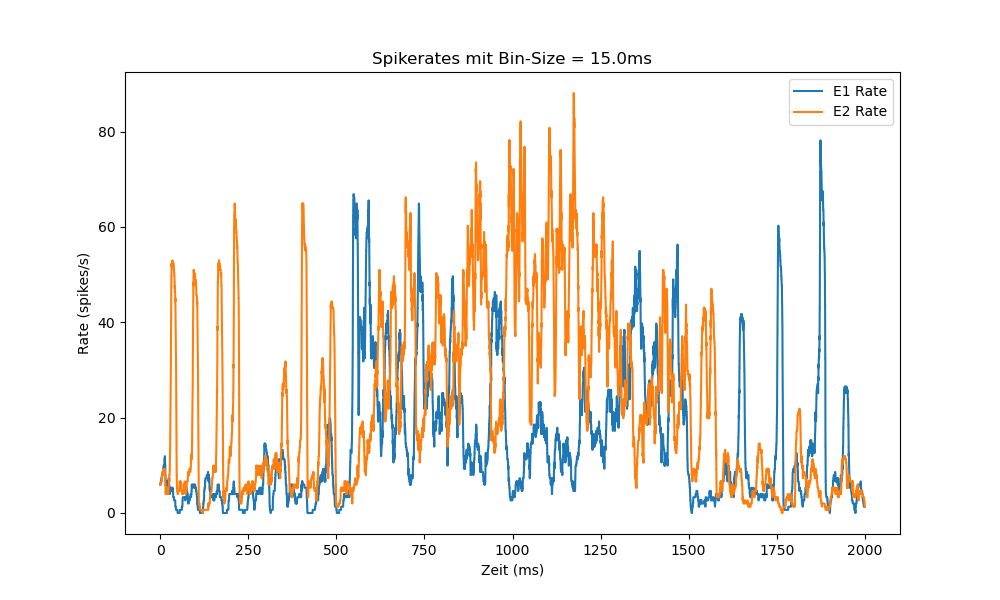 Spikerates mit Bin-Size = 15.0ms
E1 Rate
E2 Rate
Rate (spikes/s)
80
60
40
20
0
0 250 500 750 1000 1250 1500 1750 2000
Zeit (ms)